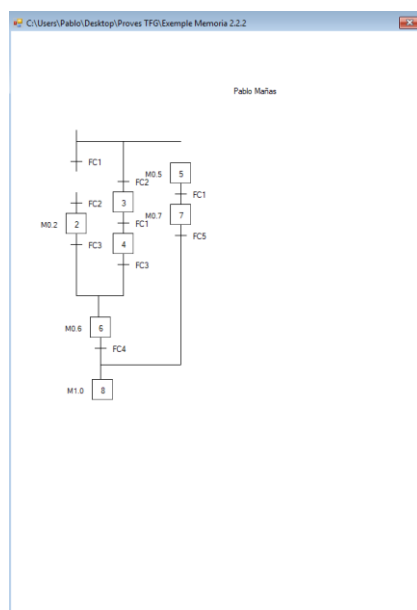 C:\Users\Pablo\Desktop\Proves TFG\Exemple Memoria 2.2.2
Pablo Mañas
FC1
M0.5 5
FC2
FC2 3 FC1
M0.7 7
M0.2 2 FC1
FC3 4 FC5
FC3
M0.6 6
FC4
M1.0 8